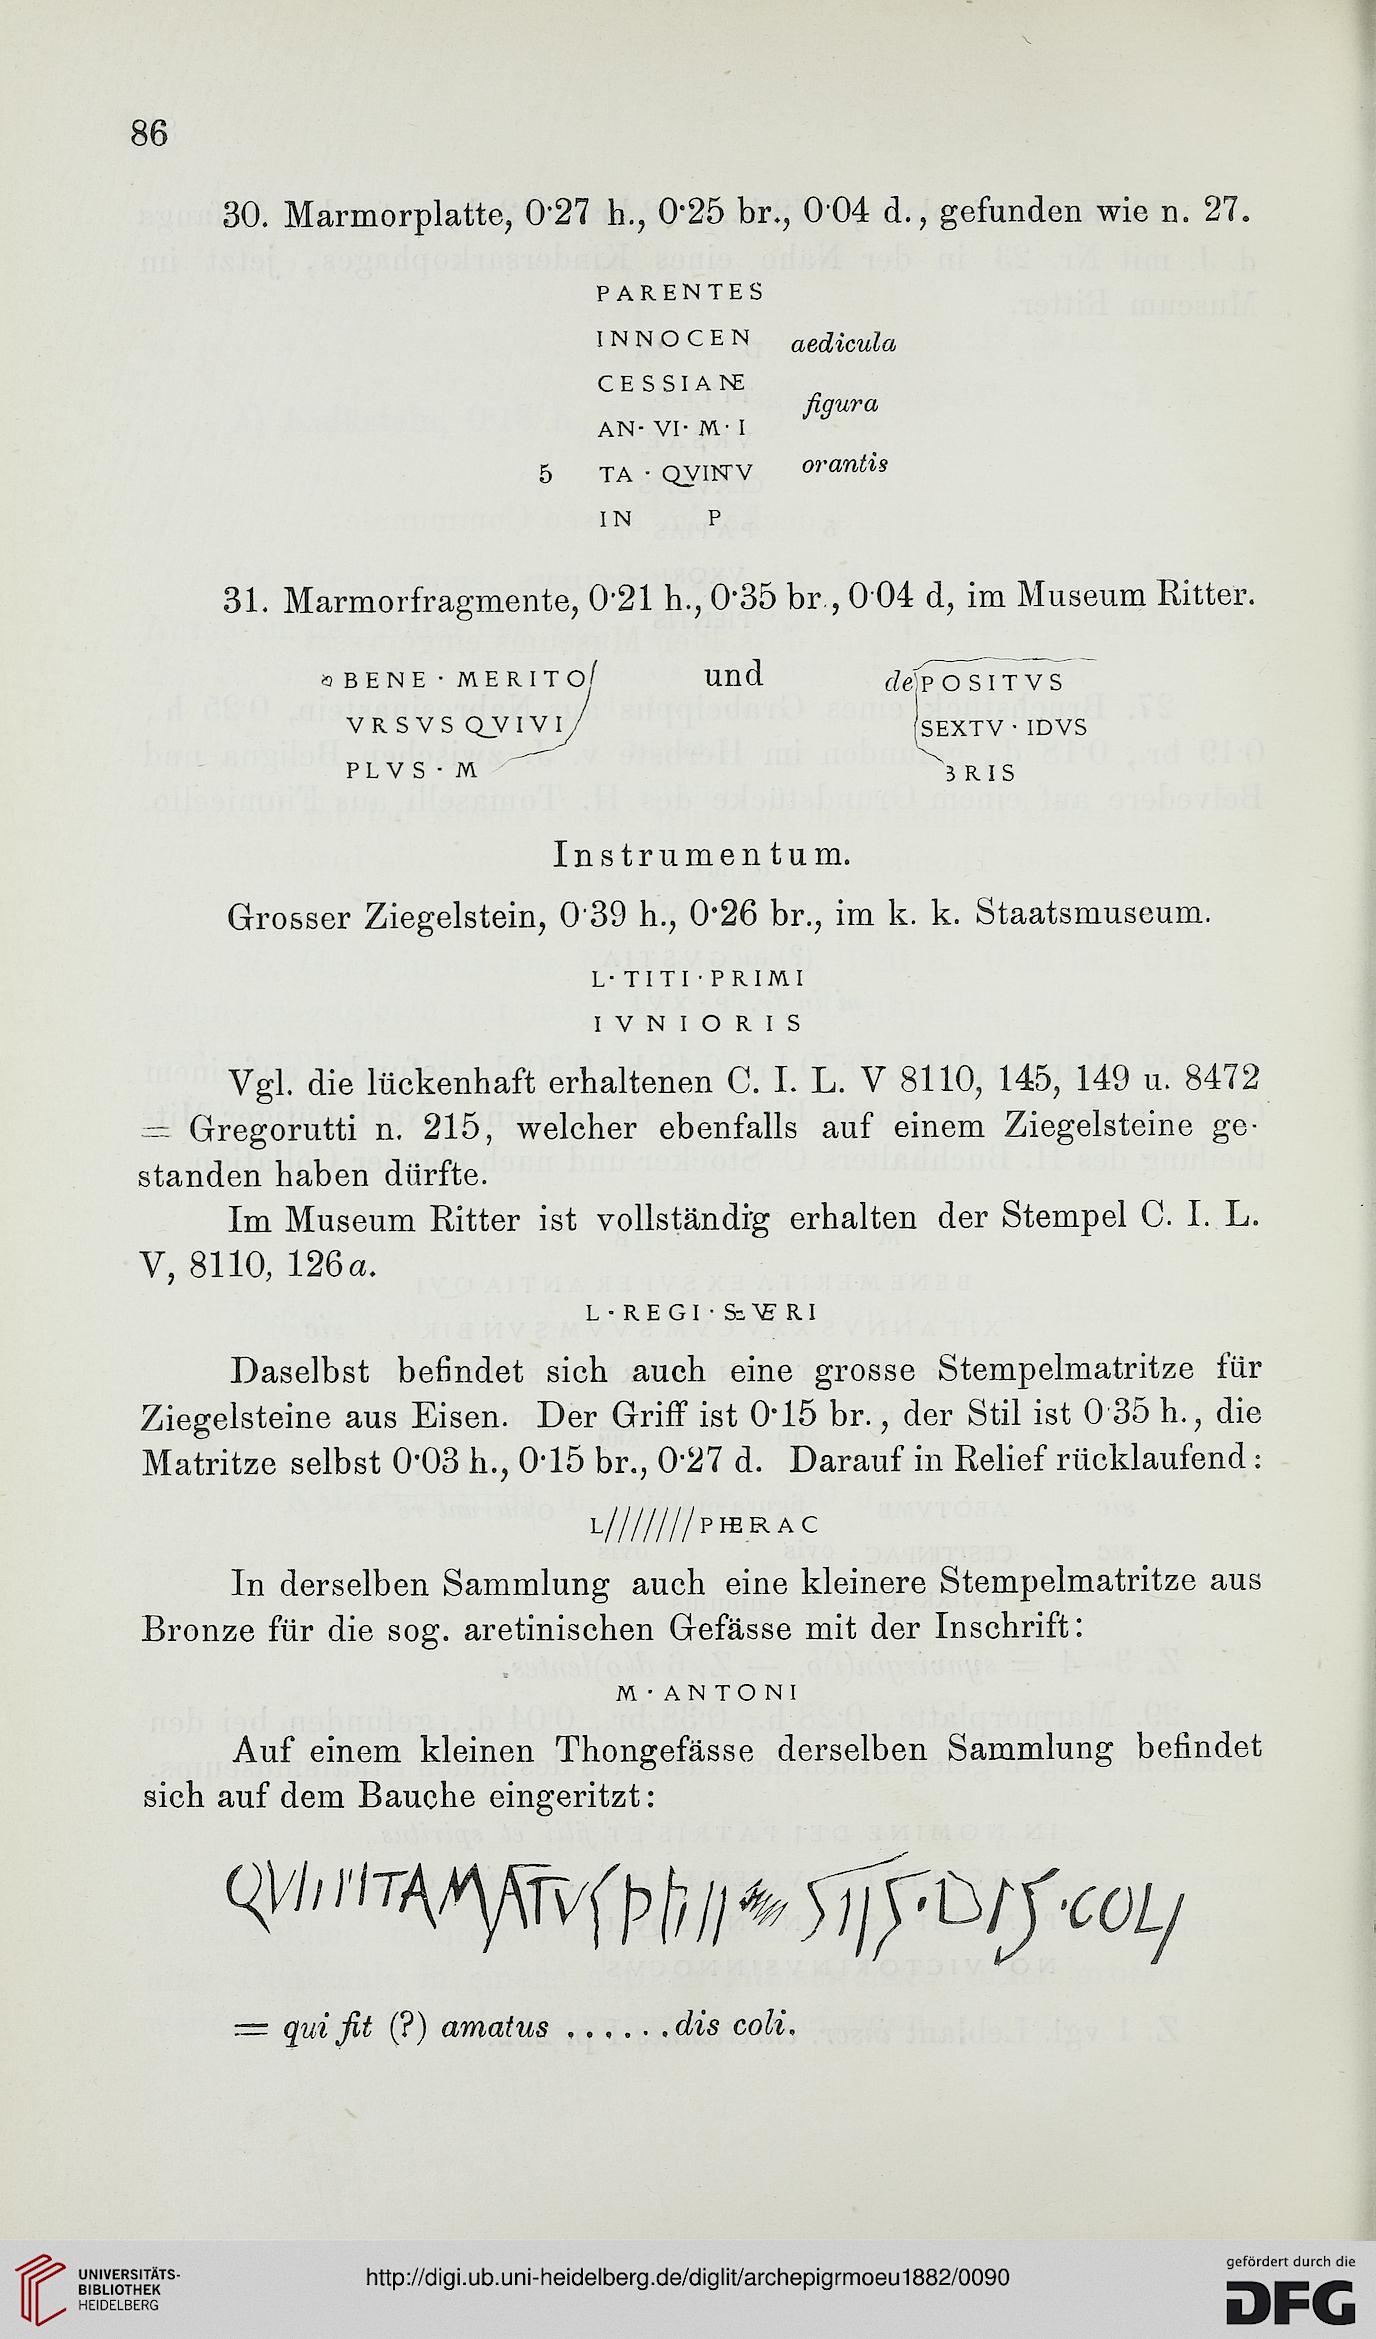 86
30. Marmorplatte, 0·27 h., 0·25 br., 0·04 d., gefunden wie n. 27.
PARENTES
INNOCEN aedicula
CESSIANE
figura
AN· VI· M· I
5 TA · QVINTV orantis
IN P
31. Marmorfragmente, 0·21 h., 0·35 br., 0·04 d, im Museum Ritter.
BENE · MERITO und dePOSITVS
VRSVS QVIVI SEXTV · IDVS
PLVS · M RIS
Instrumentum.
Grosser Ziegelstein, 0·39 h., 0·26 br., im k. k. Staatsmuseum.
L· TITI · PRIMI
IVNIORIS
Vgl. die lückenhaft erhaltenen C. I. L. V 8110, 145, 149 u. 8472
= Gregorutti n. 215, welcher ebenfalls auf einem Ziegelsteine ge-
standen haben dürfte.
Im Museum Ritter ist vollständig erhalten der Stempel C. I. L.
V, 8110, 126a.
L · REGI · SEVERI
Daselbst befindet sich auch eine grosse Stempelmatritze für
Ziegelsteine aus Eisen. Der Griff ist 0·15 br., der Stil ist 0·35 h., die
Matritze selbst 0·03 h., 0·15 br., 0·27 d. Darauf in Relief rücklaufend:
L///////PHERAC
In derselben Sammlung auch eine kleinere Stempelmatritze aus
Bronze für die sog. aretinischen Gefässe mit der Inschrift:
M · ANTONI
Auf einem kleinen Thongefässe derselben Sammlung befindet
sich auf dem Bauche eingeritzt:
DIS·COLI
= qui fit (?) amatus . . . . . . dis coli.
UNIVERSITÄTS-
BIBLIOTHEK
HEIDELBERG
http://digi.ub.uni-heidelberg.de/diglit/archepigrmoeu1882/0090
gefördert durch die
DFG